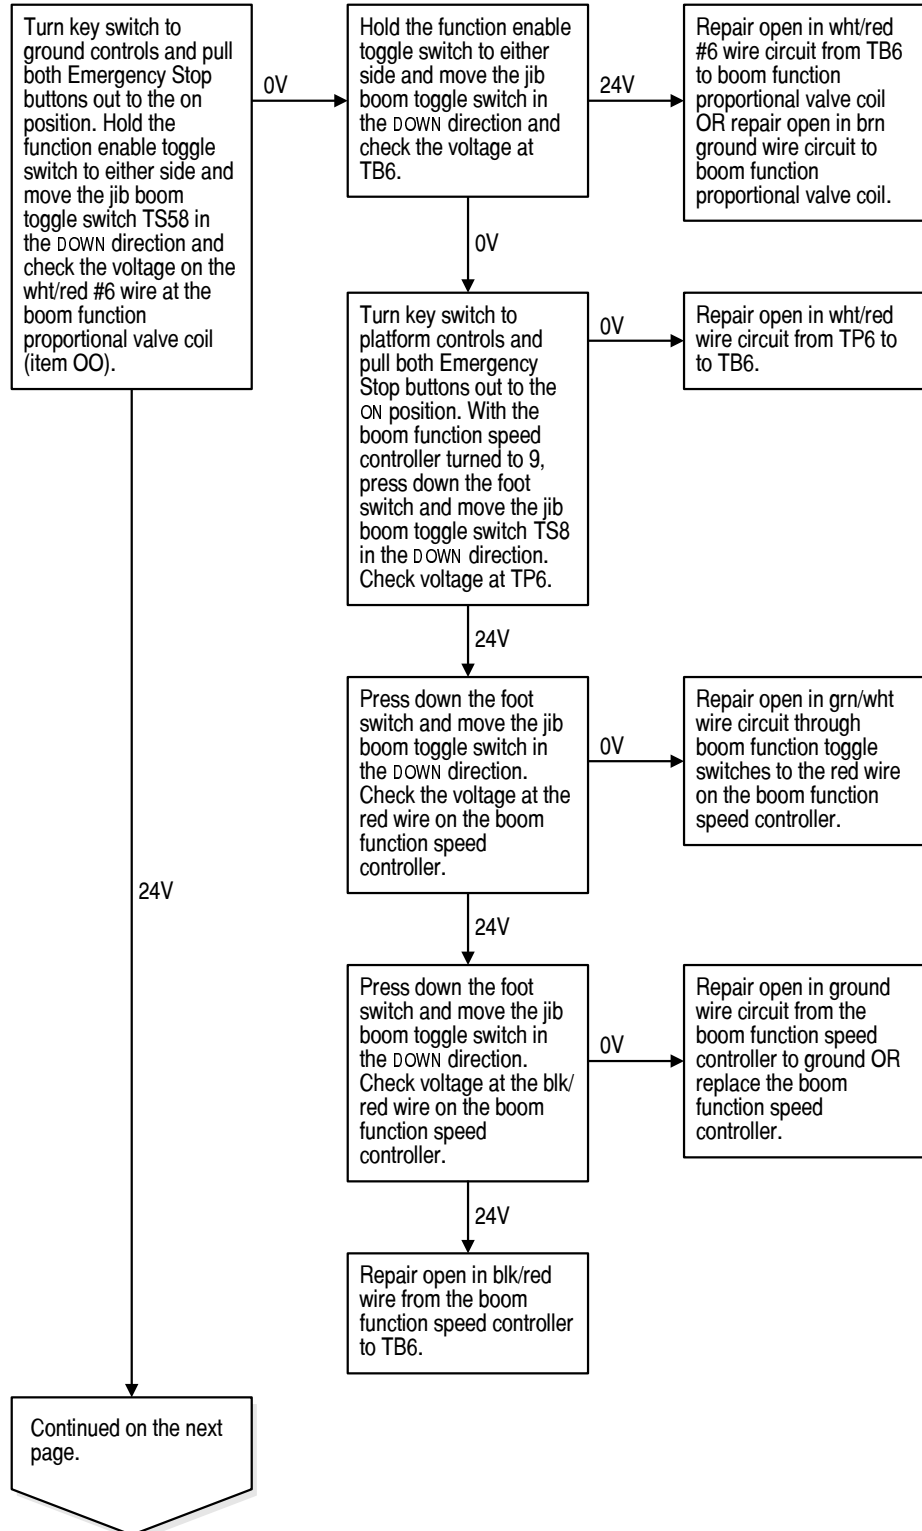 Turn key switch to
ground controls and pull
both Emergency Stop
buttons out to the on
position. Hold the
function enable toggle
switch to either side and
move the jib boom
toggle switch TS58 in
the DOWN direction and
check the voltage on the
wht/red #6 wire at the
boom function
proportional valve coil
(item OO).
0V
Hold the function enable
toggle switch to either
side and move the jib
boom toggle switch in
the DOWN direction and
check the voltage at
TB6.
24V
Repair open in wht/red
#6 wire circuit from TB6
to boom function
proportional valve coil
OR repair open in brn
ground wire circuit to
boom function
proportional valve coil.
0V
Turn key switch to
platform controls and
pull both Emergency
Stop buttons out to the
ON position. With the
boom function speed
controller turned to 9,
press down the foot
switch and move the jib
boom toggle switch TS8
in the DOWN direction.
Check voltage at TP6.
0V
Repair open in wht/red
wire circuit from TP6 to
to TB6.
24V
Press down the foot
switch and move the jib
boom toggle switch in
the DOWN direction.
Check the voltage at the
red wire on the boom
function speed
controller.
0V
Repair open in grn/wht
wire circuit through
boom function toggle
switches to the red wire
on the boom function
speed controller.
24V
24V
Press down the foot
switch and move the jib
boom toggle switch in
the DOWN direction.
Check voltage at the blk/
red wire on the boom
function speed
controller.
0V
Repair open in ground
wire circuit from the
boom function speed
controller to ground OR
replace the boom
function speed
controller.
24V
Repair open in blk/red
wire from the boom
function speed controller
to TB6.
Continued on the next
page.